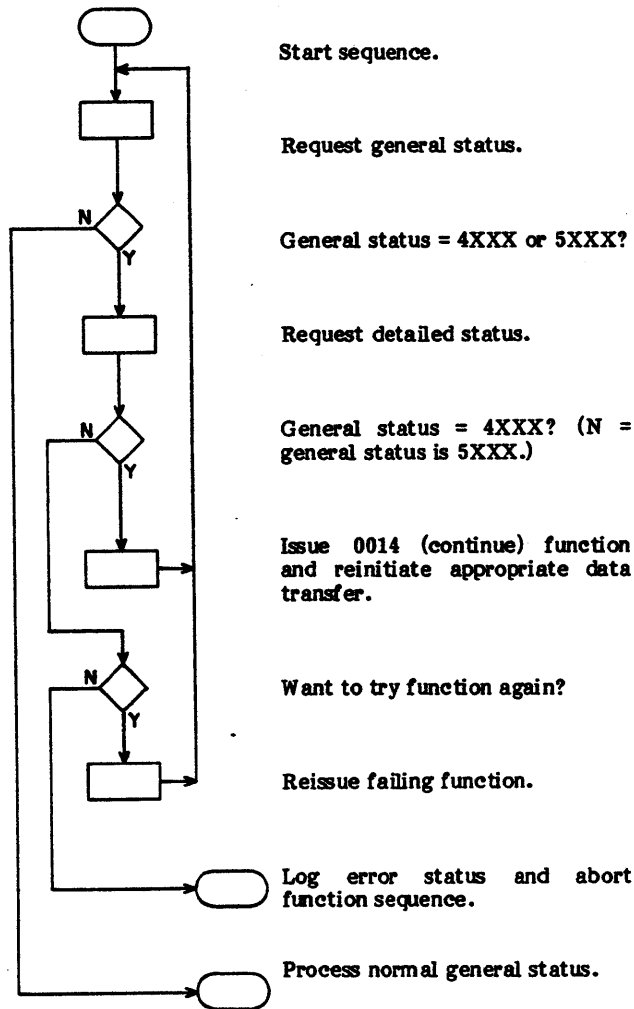 Start sequence.
Request general status.
N
General status = 4XXX or 5XXX?
Y
Request detailed status.
N
General status = 4XXX? (N =
general status is 5XXX.)
Y
Issue 0014 (continue) function
and reinitiate appropriate data
transfer.
N
Want to try function again?
Y
Reissue failing function.
Log error status and abort
function sequence.
Process normal general status.